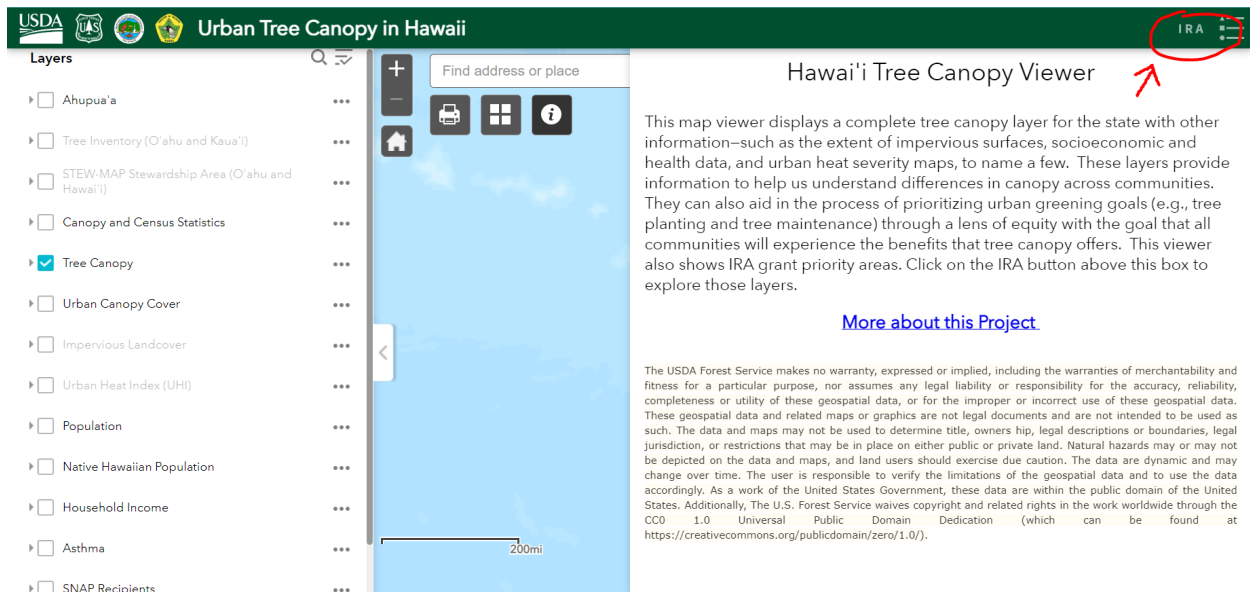 USDA
UAS
Urban Tree Canopy in Hawaii
IRA
Layers
Ahupua'a
Tree Inventory (O'ahu and Kaua'i)
STEW-MAP Stewardship Area (O'ahu and
Hawai'i)
Canopy and Census Statistics
Tree Canopy
Urban Canopy Cover
Impervious Landcover
Urban Heat Index (UHI)
Population
Native Hawaiian Population
Household Income
Asthma
SNAP Recipients
Find address or place
200mi
Hawai'i Tree Canopy Viewer
This map viewer displays a complete tree canopy layer for the state with other
information—such as the extent of impervious surfaces, socioeconomic and
health data, and urban heat severity maps, to name a few. These layers provide
information to help us understand differences in canopy across communities.
They can also aid in the process of prioritizing urban greening goals (e.g., tree
planting and tree maintenance) through a lens of equity with the goal that all
communities will experience the benefits that tree canopy offers. This viewer
also shows IRA grant priority areas. Click on the IRA button above this box to
explore those layers.
More about this Project
The USDA Forest Service makes no warranty, expressed or implied, including the warranties of merchantability and
fitness for a particular purpose, nor assumes any legal liability or responsibility for the accuracy, reliability,
completeness or utility of these geospatial data, or for the improper or incorrect use of these geospatial data.
These geospatial data and related maps or graphics are not legal documents and are not intended to be used as
such. The data and maps may not be used to determine title, owners hip, legal descriptions or boundaries, legal
jurisdiction, or restrictions that may be in place on either public or private land. Natural hazards may or may not
be depicted on the data and maps, and land users should exercise due caution. The data are dynamic and may
change over time. The user is responsible to verify the limitations of the geospatial data and to use the data
accordingly. As a work of the United States Government, these data are within the public domain of the United
States. Additionally, The U.S. Forest Service waives copyright and related rights in the work worldwide through the
CC0 1.0 Universal Public Domain Dedication (which can be found at
https://creativecommons.org/publicdomain/zero/1.0/).